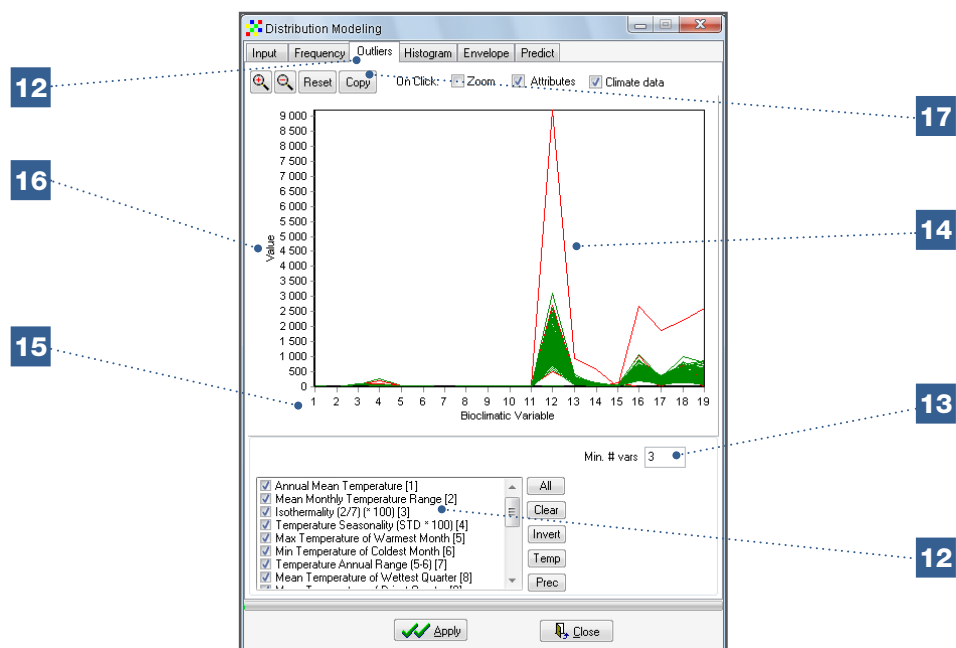 Distribution Modeling
Input Frequency Outliers Histogram Envelope Predict
12
Reset Copy On Click: Zoom Attributes Climate data
17
9 000
8 500
8 000
7 500
7 000
6 500
6 000
5 500
5 000
4 500
4 000
3 500
3 000
2 500
2 000
1 500
1 000
500
0
Value
16
14
15
1 2 3 4 5 6 7 8 9 10 11 12 13 14 15 16 17 18 19
Bioclimatic Variable
13
Min. # vars 3
Annual Mean Temperature [1]
Mean Monthly Temperature Range [2]
Isothermality (2/7) (* 100) [3]
Temperature Seasonality (STD * 100) [4]
Max Temperature of Warmest Month [5]
Min Temperature of Coldest Month [6]
Temperature Annual Range (5-6) [7]
Mean Temperature of Wettest Quarter [8]
All
Clear
Invert
Temp
Prec
12
Apply Close